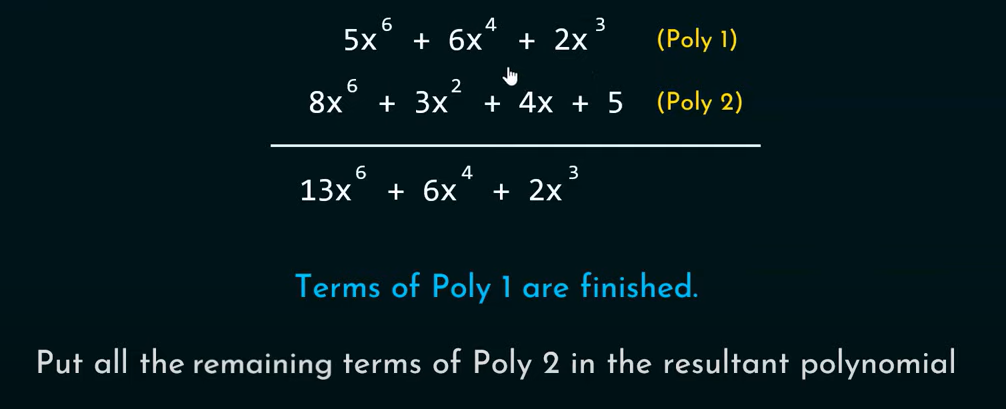 5x⁶ + 6x⁴ + 2x³ (Poly 1)
8x⁶ + 3x² + 4x + 5 (Poly 2)
13x⁶ + 6x⁴ + 2x³
Terms of Poly 1 are finished.
Put all the remaining terms of Poly 2 in the resultant polynomial